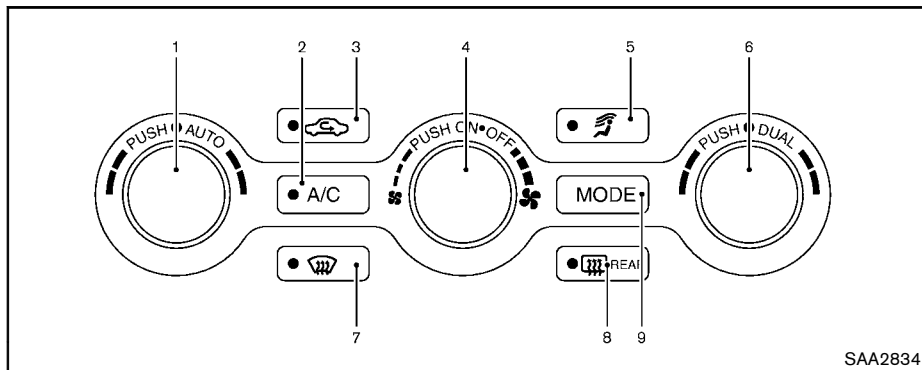 1 2 3 4 5 6
PUSH AUTO PUSH ON•OFF PUSH DUAL
A/C MODE
REAR
7 8 9
SAA2834